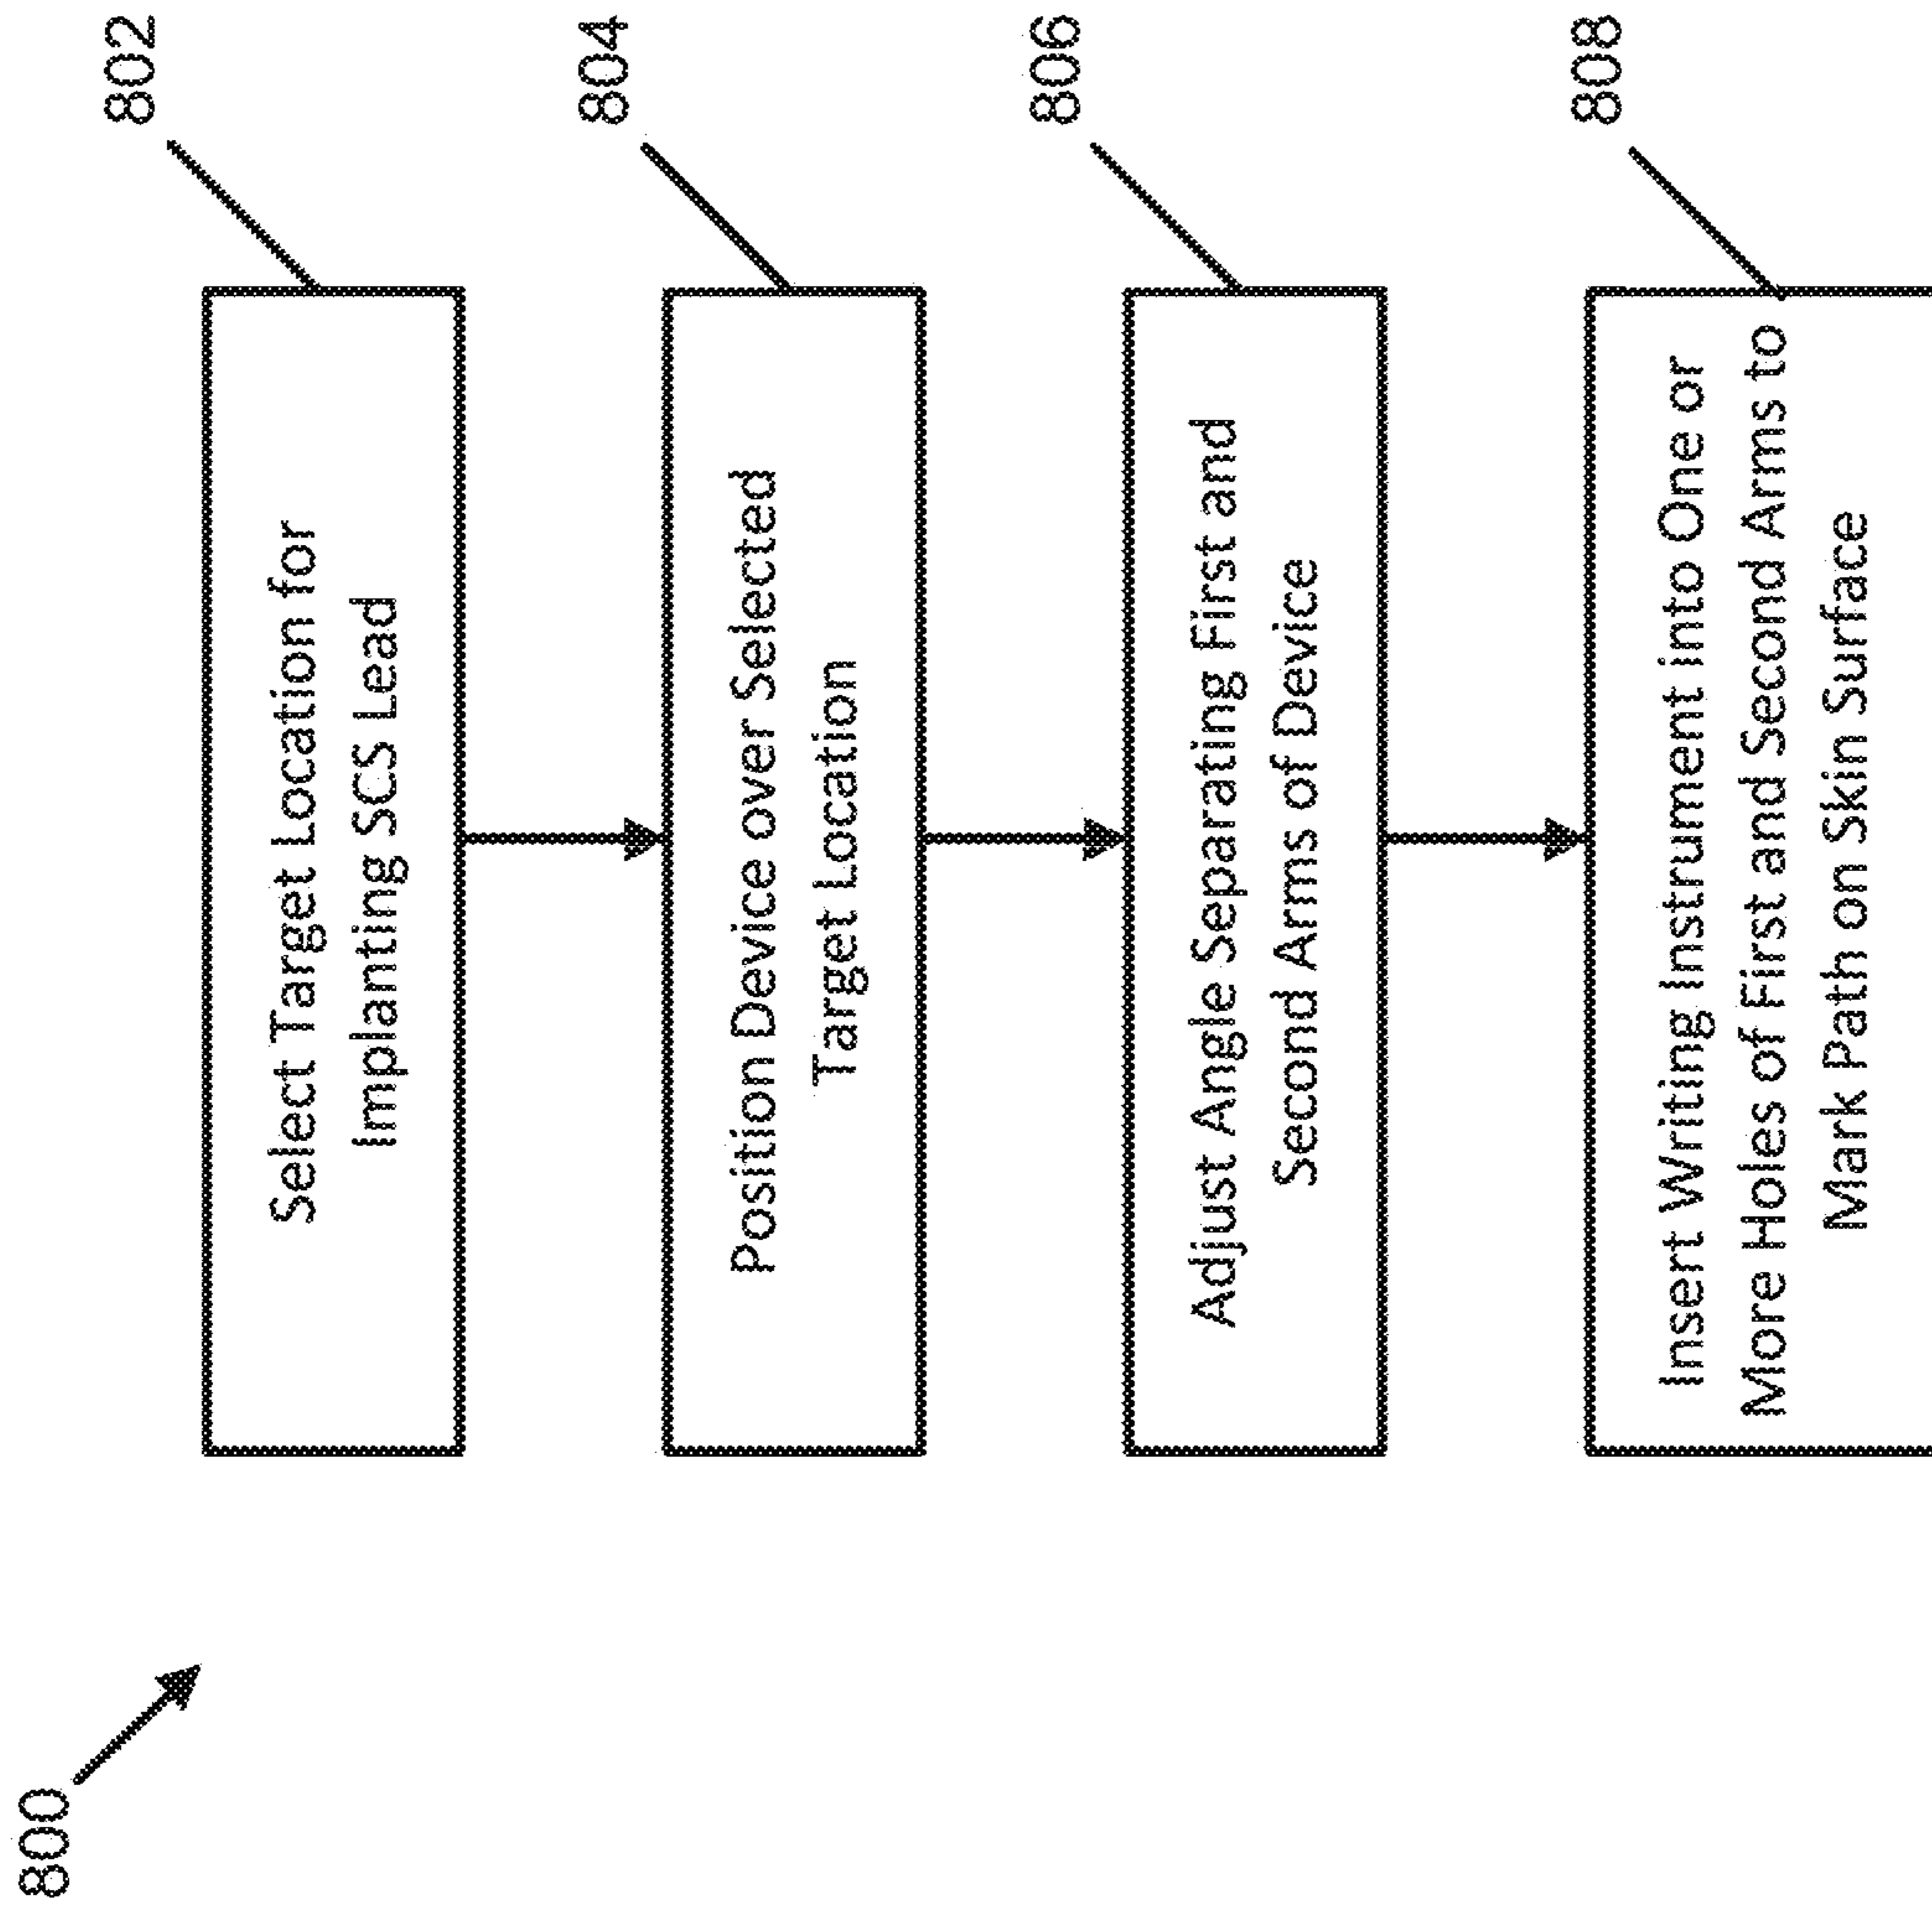 800
802
Select Target Location for
Implanting SCS Lead
804
Position Device over Selected
Target Location
806
Adjust Angle Separating First and
Second Arms of Device
808
Insert Writing Instrument into One or
More Holes of First and Second Arms to
Mark Path on Skin Surface